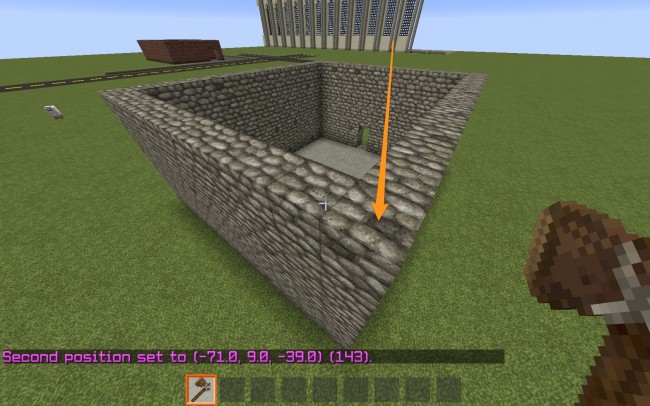 Second position set to (-71.0, 9.0, -39.0) (143).